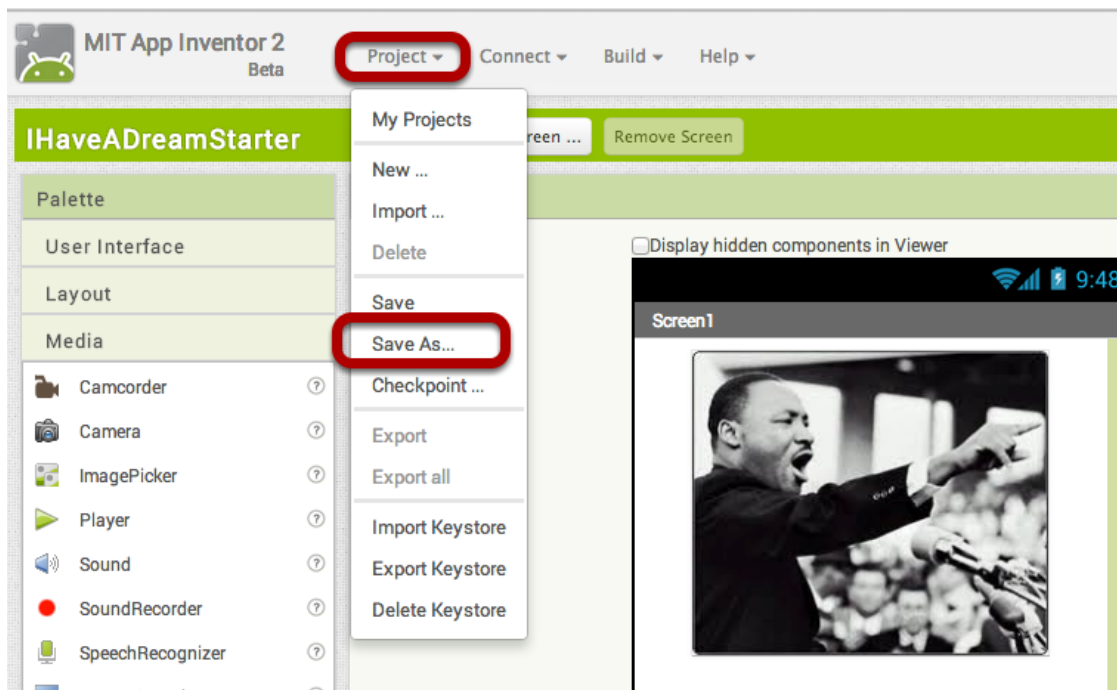 MIT App Inventor 2
Beta
Project Connect Build Help
IHaveADreamStarter
reen ... Remove Screen
My Projects
New ...
Import ...
Delete
Save
Save As...
Checkpoint ...
Export
Export all
Import Keystore
Export Keystore
Delete Keystore
Palette
User Interface
Layout
Media
Camcorder ?
Camera ?
ImagePicker ?
Player ?
Sound ?
SoundRecorder ?
SpeechRecognizer ?
Display hidden components in Viewer
9:48
Screen1